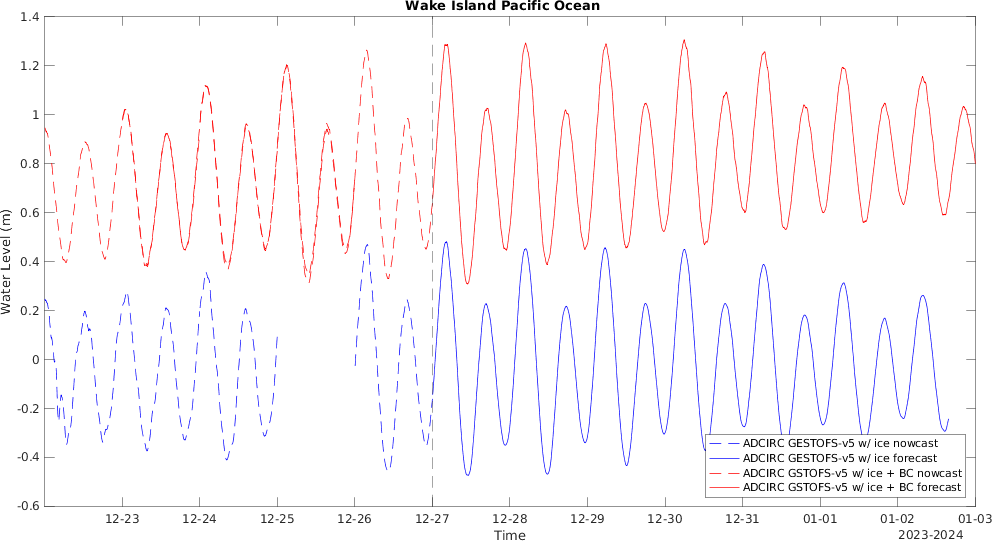 Wake Island Pacific Ocean
1.4
1.2
1
0.8
0.6
0.4
0.2
0
-0.2
-0.4
-0.6
Water Level (m)
ADCIRC GESTOFS-v5 w/ ice nowcast
ADCIRC GESTOFS-v5 w/ ice forecast
ADCIRC GSTOFS-v5 w/ ice + BC nowcast
ADCIRC GSTOFS-v5 w/ ice + BC forecast
12-23 12-24 12-25 12-26 12-27 12-28 12-29 12-30 12-31 01-01 01-02 01-03
Time
2023-2024